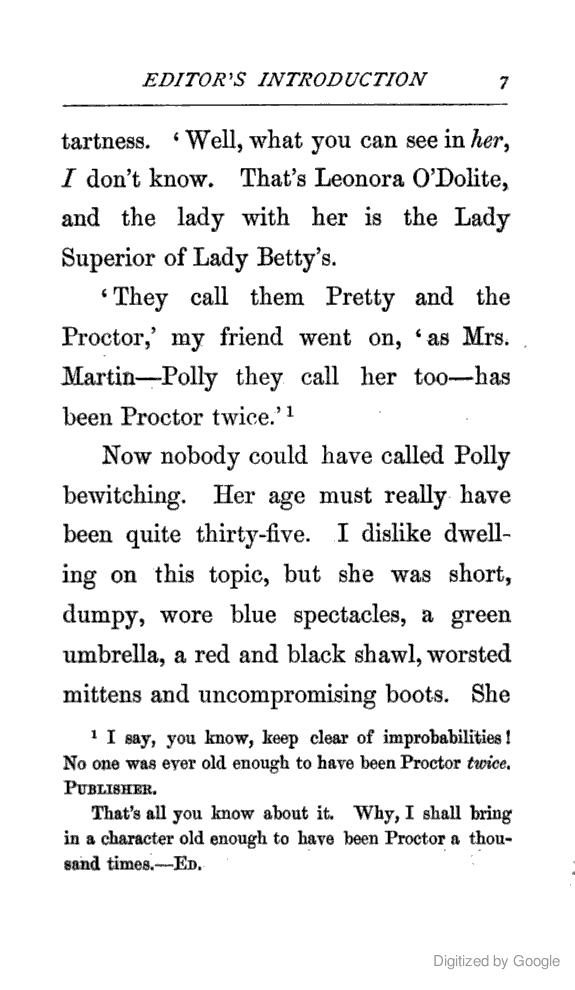 EDITOR'S INTRODUCTION 7
tartness. ‘Well, what you can see in her,
I don't know. That's Leonora O'Dolite,
and the lady with her is the Lady
Superior of Lady Betty's.
‘They call them Pretty and the
Proctor,’ my friend went on, ‘as Mrs.
Martin—Polly they call her too—has
been Proctor twice.’ ¹
Now nobody could have called Polly
bewitching. Her age must really have
been quite thirty-five. I dislike dwell-
ing on this topic, but she was short,
dumpy, wore blue spectacles, a green
umbrella, a red and black shawl, worsted
mittens and uncompromising boots. She
¹ I say, you know, keep clear of improbabilities!
No one was ever old enough to have been Proctor twice.
PUBLISHER.
That's all you know about it. Why, I shall bring
in a character old enough to have been Proctor a thou-
sand times.—ED.
Digitized by Google